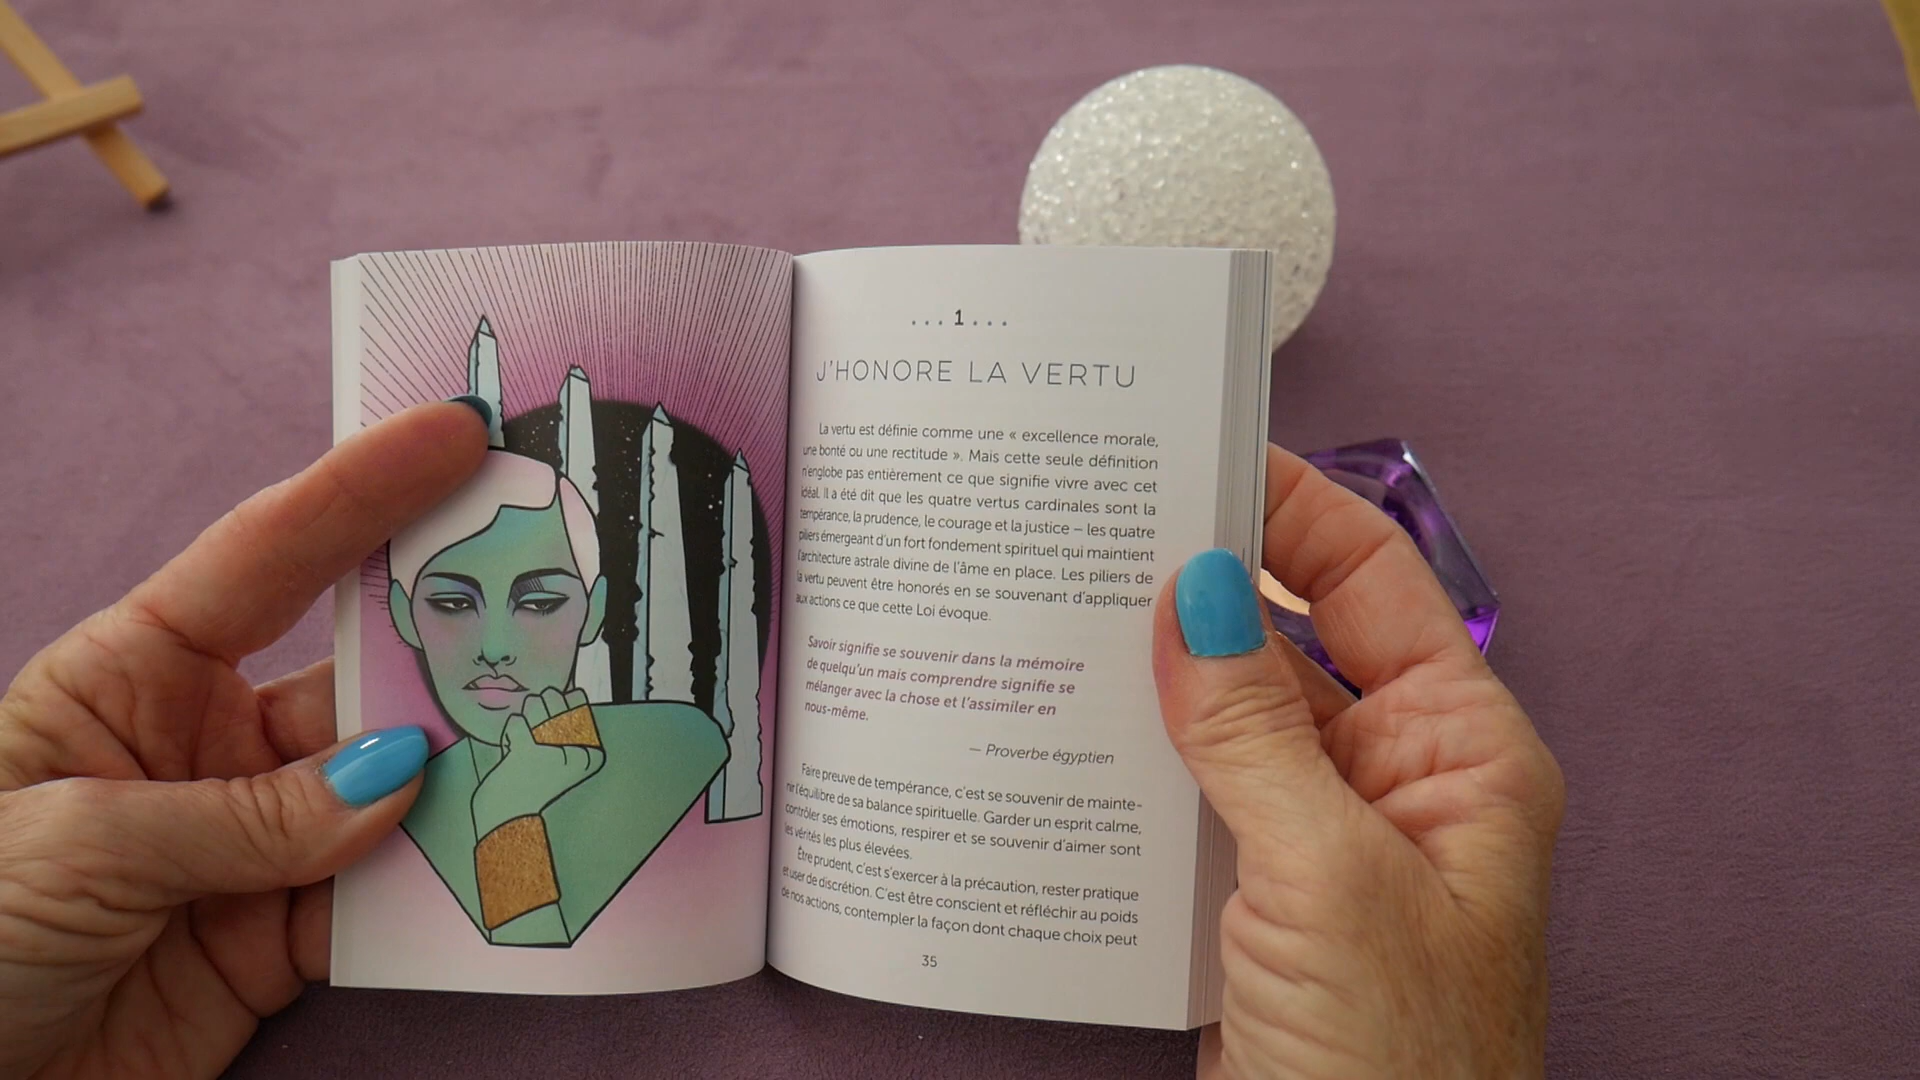 ... 1 ...
J'HONORE LA VERTU
La vertu est définie comme une « excellence morale,
une bonté ou une rectitude ». Mais cette seule définition
n'englobe pas entièrement ce que signifie vivre avec cet
idéal. Il a été dit que les quatre vertus cardinales sont la
tempérance, la prudence, le courage et la justice – les quatre
piliers émergeant d'un fort fondement spirituel qui maintient
l'architecture astrale divine de l'âme en place. Les piliers de
la vertu peuvent être honorés en se souvenant d'appliquer
aux actions ce que cette Loi évoque.
Savoir signifie se souvenir dans la mémoire
de quelqu'un mais comprendre signifie se
mélanger avec la chose et l'assimiler en
nous-même.
— Proverbe égyptien
Faire preuve de tempérance, c'est se souvenir de mainte-
nir l'équilibre de sa balance spirituelle. Garder un esprit calme,
contrôler ses émotions, respirer et se souvenir d'aimer sont
les vérités les plus élevées.
Être prudent, c'est s'exercer à la précaution, rester pratique
et user de discrétion. C'est être conscient et réfléchir au poids
de nos actions, contempler la façon dont chaque choix peut
35